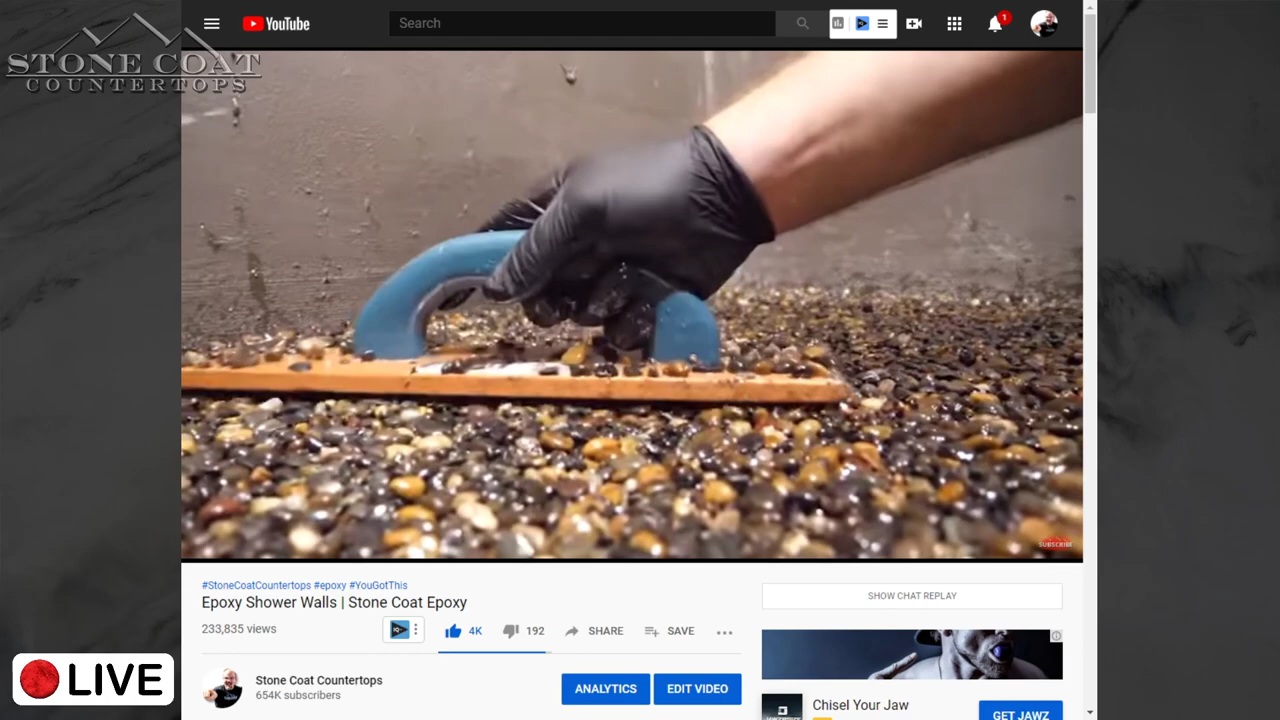 YouTube
Search
1
STONE COAT
COUNTERTOPS
SUBSCRIBE
#StoneCoatCountertops #epoxy #YouGotThis
Epoxy Shower Walls | Stone Coat Epoxy
SHOW CHAT REPLAY
233,835 views
4K
192
SHARE
SAVE
LIVE
Stone Coat Countertops
654K subscribers
ANALYTICS
EDIT VIDEO
Chisel Your Jaw
GET JAWZ